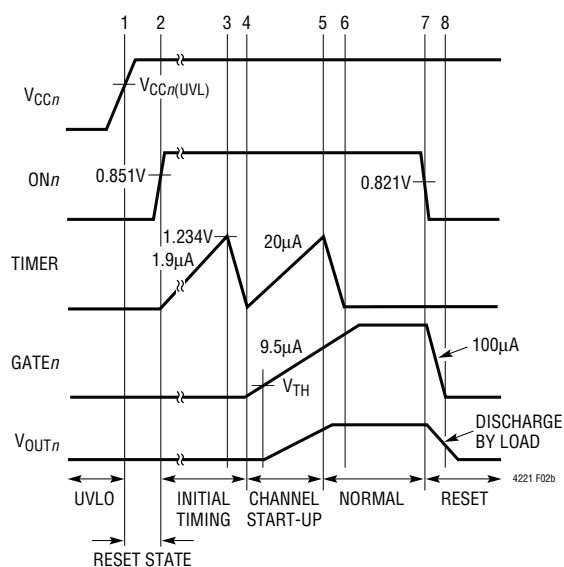 1 2 3 4 5 6 7 8
VCCn
VCCn(UVL)
ONn
0.851V
0.821V
TIMER
1.234V
1.9µA
20µA
GATEn
9.5µA
VTH
100µA
VOUTn
DISCHARGE
BY LOAD
4221 F02b
UVLO
INITIAL
TIMING
CHANNEL
START-UP
NORMAL
RESET
RESET STATE